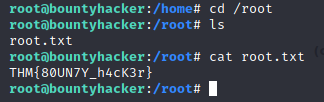 root@bountyhacker:/home# cd /root
root@bountyhacker:/root# ls
root.txt
root@bountyhacker:/root# cat root.txt
THM{80UN7Y_h4cK3r}
root@bountyhacker:/root#